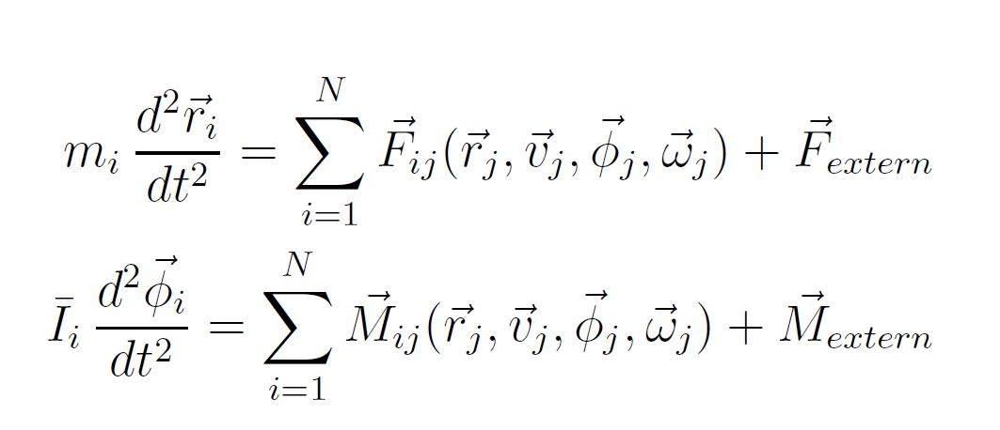 m_i \frac{d^2 \vec{r}_i}{dt^2} = \sum_{i=1}^{N} \vec{F}_{ij}(\vec{r}_j, \vec{v}_j, \vec{\phi}_j, \vec{\omega}_j) + \vec{F}_{extern}
\bar{I}_i \frac{d^2 \vec{\phi}_i}{dt^2} = \sum_{i=1}^{N} \vec{M}_{ij}(\vec{r}_j, \vec{v}_j, \vec{\phi}_j, \vec{\omega}_j) + \vec{M}_{extern}